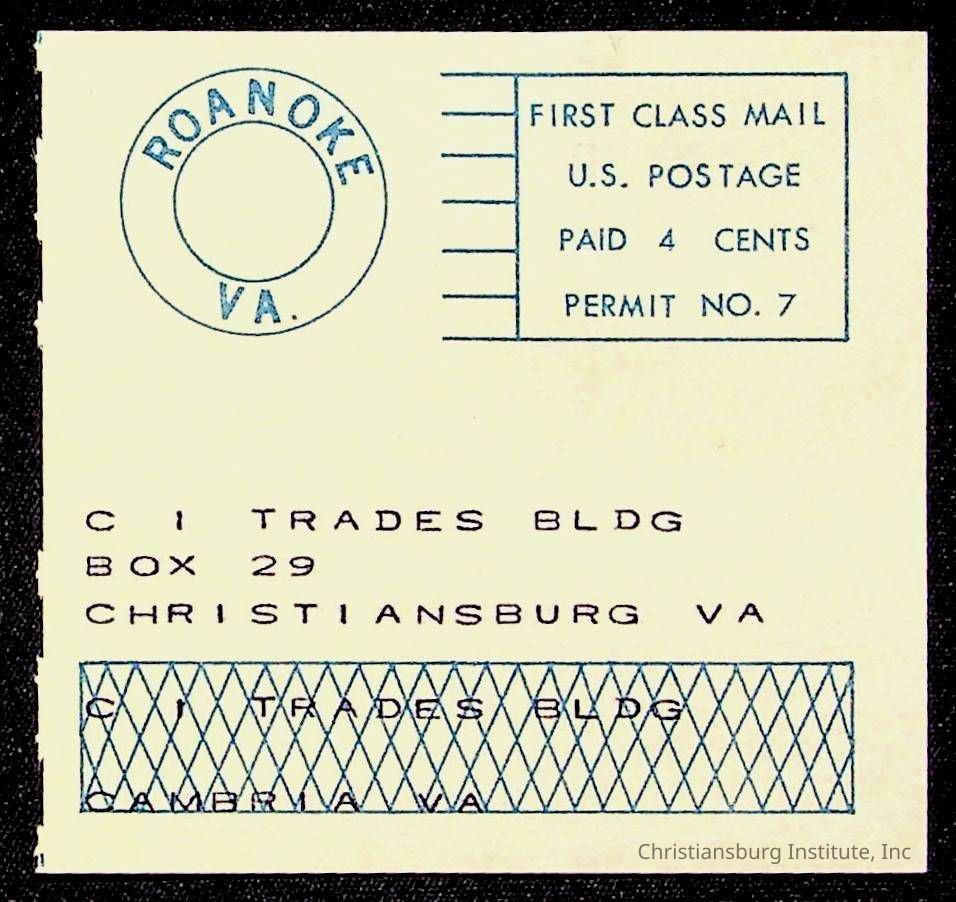 ROANOKE
VA.
FIRST CLASS MAIL
U.S. POSTAGE
PAID 4 CENTS
PERMIT NO. 7
C I TRADES BLDG
BOX 29
CHRISTIANSBURG VA
C I TRADES BLDG
CAMBRIA VA
Christiansburg Institute, Inc